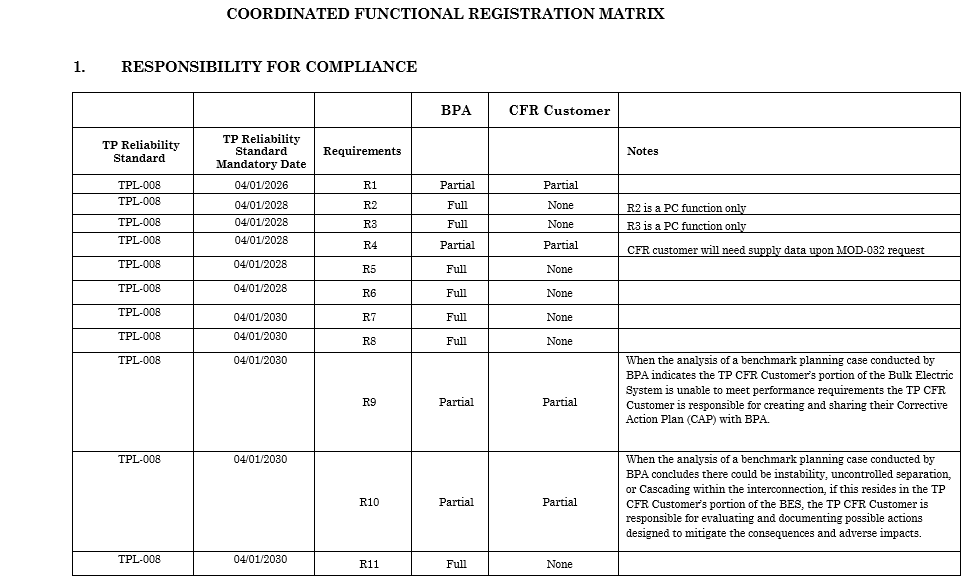 COORDINATED FUNCTIONAL REGISTRATION MATRIX
1. RESPONSIBILITY FOR COMPLIANCE
BPA CFR Customer
TP Reliability Standard TP Reliability Standard Mandatory Date Requirements Notes
TPL-008 04/01/2026 R1 Partial Partial
TPL-008 04/01/2028 R2 Full None R2 is a PC function only
TPL-008 04/01/2028 R3 Full None R3 is a PC function only
TPL-008 04/01/2028 R4 Partial Partial CFR customer will need supply data upon MOD-032 request
TPL-008 04/01/2028 R5 Full None
TPL-008 04/01/2028 R6 Full None
TPL-008 04/01/2030 R7 Full None
TPL-008 04/01/2030 R8 Full None
TPL-008 04/01/2030 R9 Partial Partial
When the analysis of a benchmark planning case conducted by
BPA indicates the TP CFR Customer's portion of the Bulk Electric
System is unable to meet performance requirements the TP CFR
Customer is responsible for creating and sharing their Corrective
Action Plan (CAP) with BPA.
TPL-008 04/01/2030 R10 Partial Partial
When the analysis of a benchmark planning case conducted by
BPA concludes there could be instability, uncontrolled separation,
or Cascading within the interconnection, if this resides in the TP
CFR Customer's portion of the BES, the TP CFR Customer is
responsible for evaluating and documenting possible actions
designed to mitigate the consequences and adverse impacts.
TPL-008 04/01/2030 R11 Full None